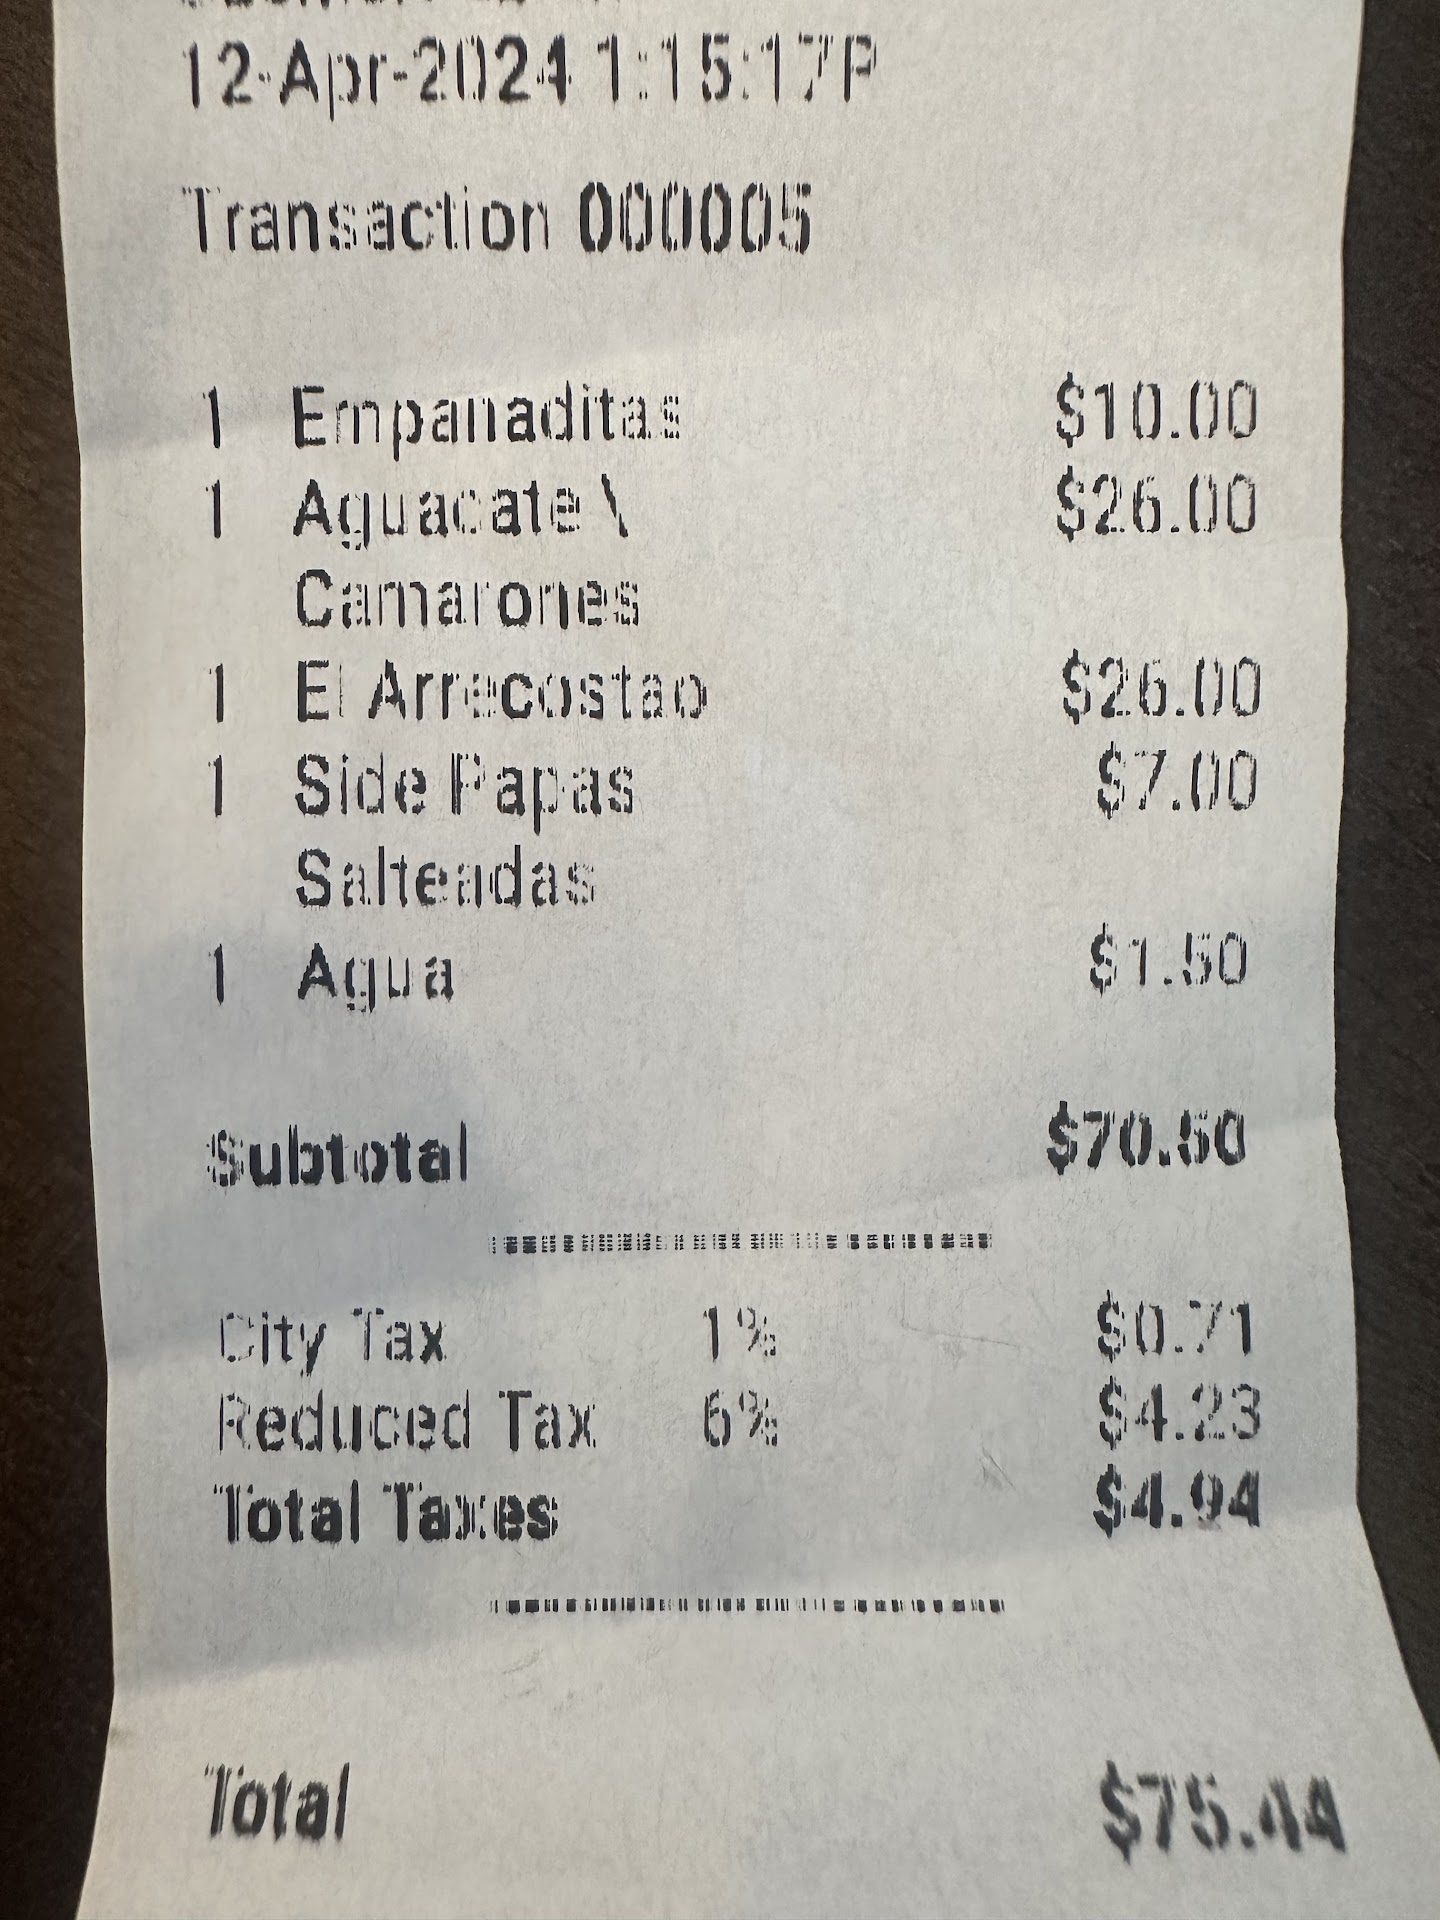 12-Apr-2024 1:15:17P
Transaction 000005
1 Empanaditas $10.00
1 Aguacate \ $26.00
Camarones
1 El Arrecostao $26.00
1 Side Papas $7.00
Salteadas
1 Agua $1.50
Subtotal $70.50
City Tax 1% $0.71
Reduced Tax 6% $4.23
Total Taxes $4.94
Total $75.44